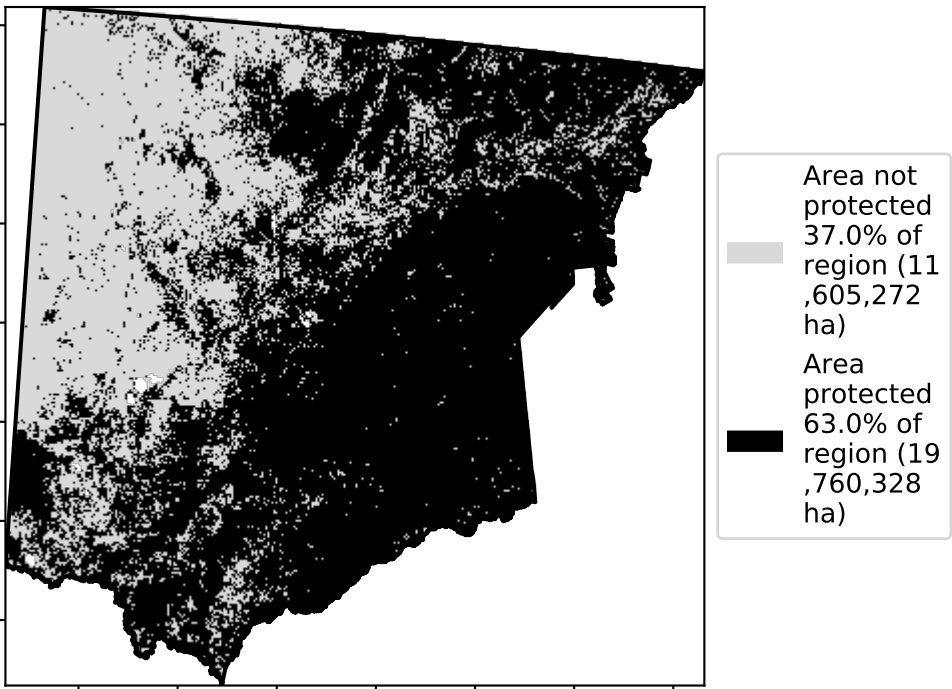 Area not
protected
37.0% of
region (11
,605,272
ha)
Area
protected
63.0% of
region (19
,760,328
ha)